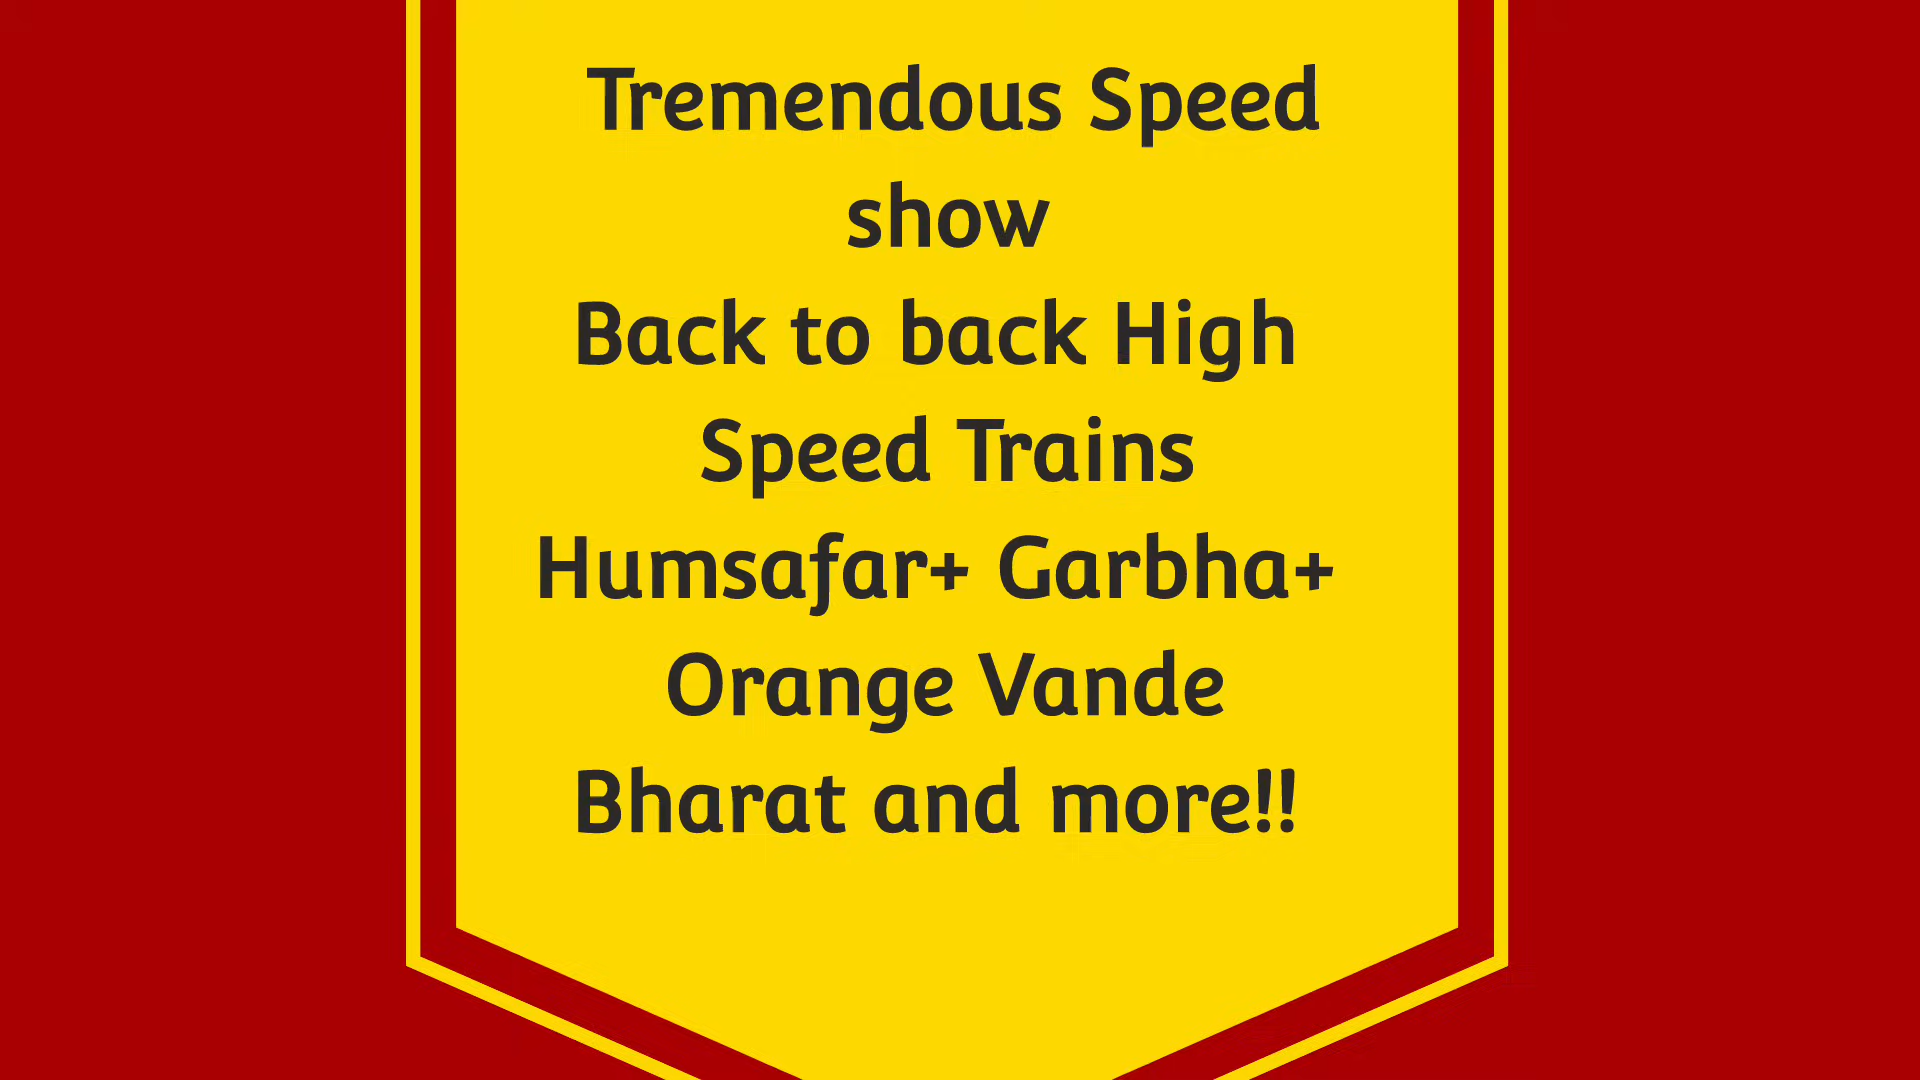 Tremendous Speed
show
Back to back High
Speed Trains
Humsafar+ Garbha+
Orange Vande
Bharat and more!!